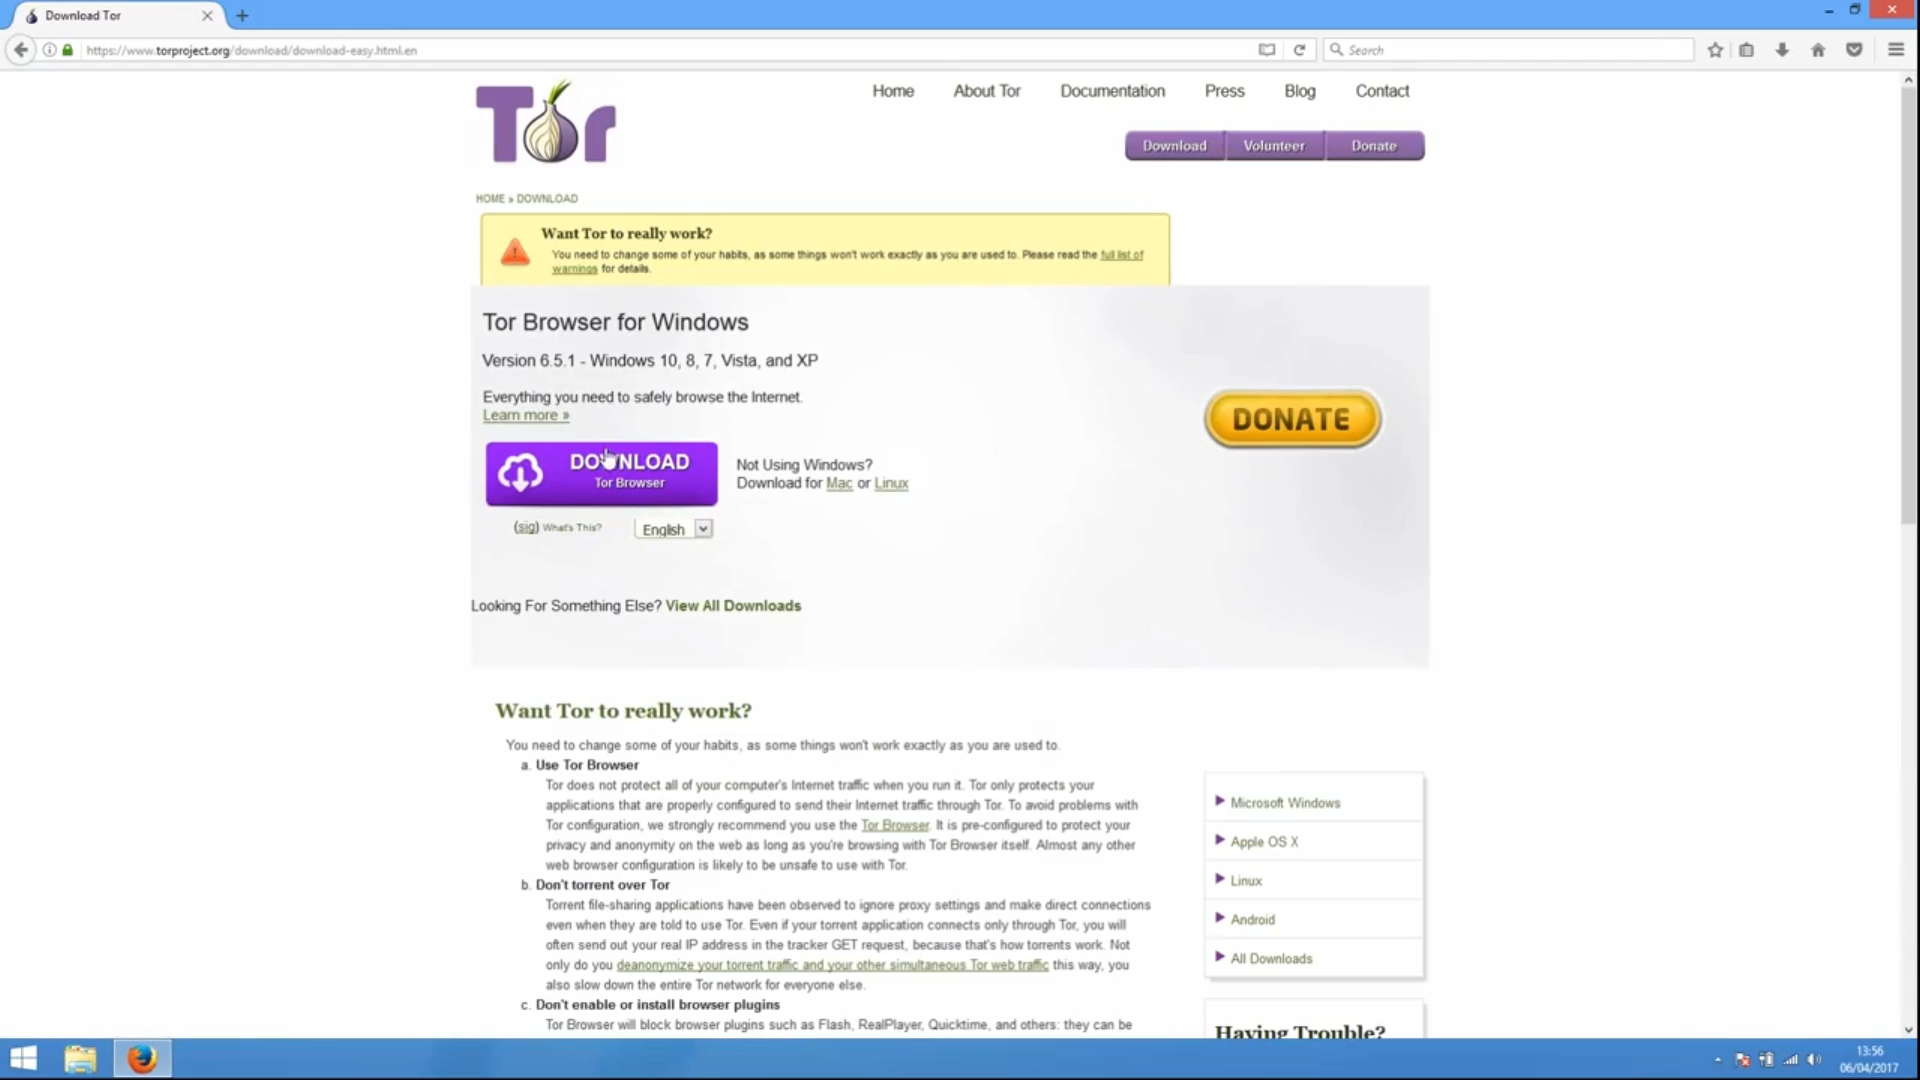 Download Tor
https://www.torproject.org/download/download-easy.html.en
Search
Tor
Home About Tor Documentation Press Blog Contact
Download Volunteer Donate
HOME » DOWNLOAD
Want Tor to really work?
You need to change some of your habits, as some things won't work exactly as you are used to. Please read the full list of
warnings for details.
Tor Browser for Windows
Version 6.5.1 - Windows 10, 8, 7, Vista, and XP
Everything you need to safely browse the Internet.
Learn more »
DONATE
DOWNLOAD
Tor Browser
Not Using Windows?
Download for Mac or Linux
(sig) What's This?
English
Looking For Something Else? View All Downloads
Want Tor to really work?
You need to change some of your habits, as some things won't work exactly as you are used to.
a. Use Tor Browser
Tor does not protect all of your computer's Internet traffic when you run it. Tor only protects your
applications that are properly configured to send their Internet traffic through Tor. To avoid problems with
Tor configuration, we strongly recommend you use the Tor Browser. It is pre-configured to protect your
privacy and anonymity on the web as long as you're browsing with Tor Browser itself. Almost any other
web browser configuration is likely to be unsafe to use with Tor.
b. Don't torrent over Tor
Torrent file-sharing applications have been observed to ignore proxy settings and make direct connections
even when they are told to use Tor. Even if your torrent application connects only through Tor, you will
often send out your real IP address in the tracker GET request, because that's how torrents work. Not
only do you deanonymize your torrent traffic and your other simultaneous Tor web traffic this way, you
also slow down the entire Tor network for everyone else.
c. Don't enable or install browser plugins
Tor Browser will block browser plugins such as Flash, RealPlayer, Quicktime, and others: they can be
Microsoft Windows
Apple OS X
Linux
Android
All Downloads
Having Trouble?
13:56
06/04/2017